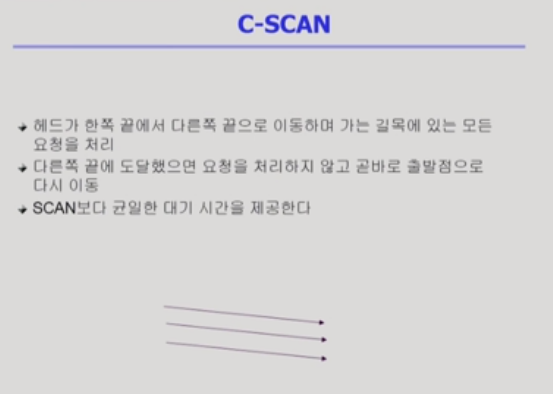 C-SCAN
헤드가 한쪽 끝에서 다른쪽 끝으로 이동하며 가는 길목에 있는 모든
요청을 처리
다른쪽 끝에 도달했으면 요청을 처리하지 않고 곧바로 출발점으로
다시 이동
SCAN보다 균일한 대기 시간을 제공한다